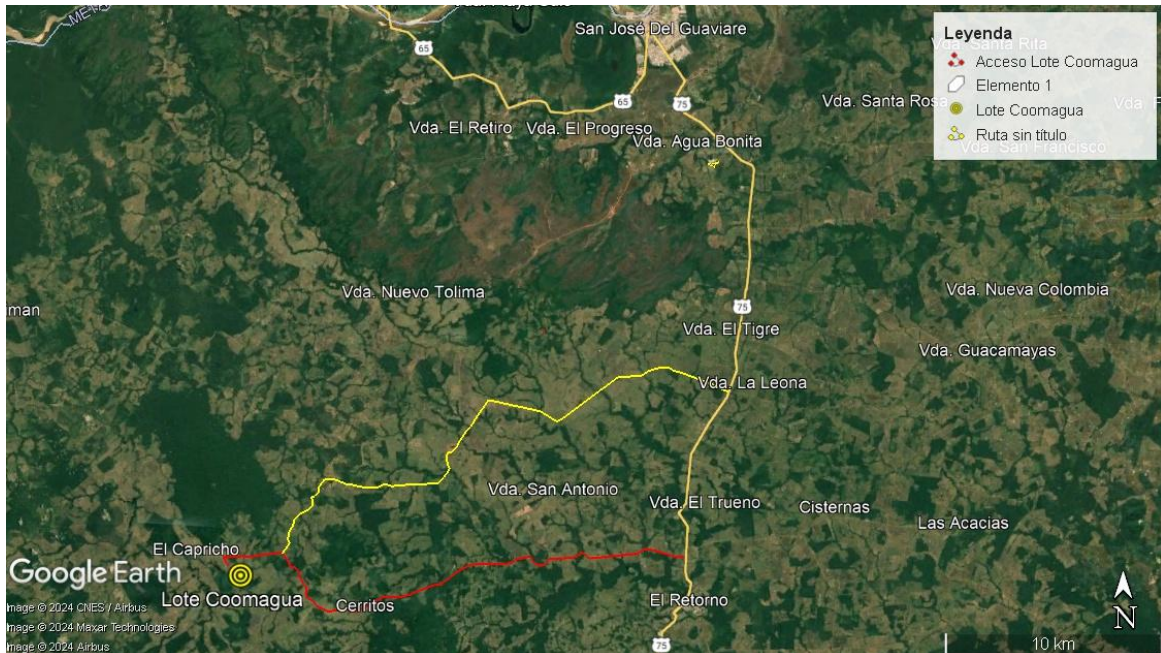 San José Del Guaviare
65
65
75
Vda. El Retiro
Vda. El Progreso
Vda. Agua Bonita
Vda. Santa Rosa
Vda. Santa Rita
Vda. San Francisco
Leyenda
Acceso Lote Coomagua
Elemento 1
Lote Coomagua
Ruta sin título
Vda. Nuevo Tolima
Vda. Nueva Colombia
75
Vda. El Tigre
Vda. Guacamayas
Vda. La Leona
Vda. San Antonio
Vda. El Trueno
Cisternas
Las Acacias
El Capricho
Google Earth
Lote Coomagua
Cerritos
El Retorno
75
Image © 2024 CNES / Airbus
Image © 2024 Maxar Technologies
Image © 2024 Airbus
N
10 km